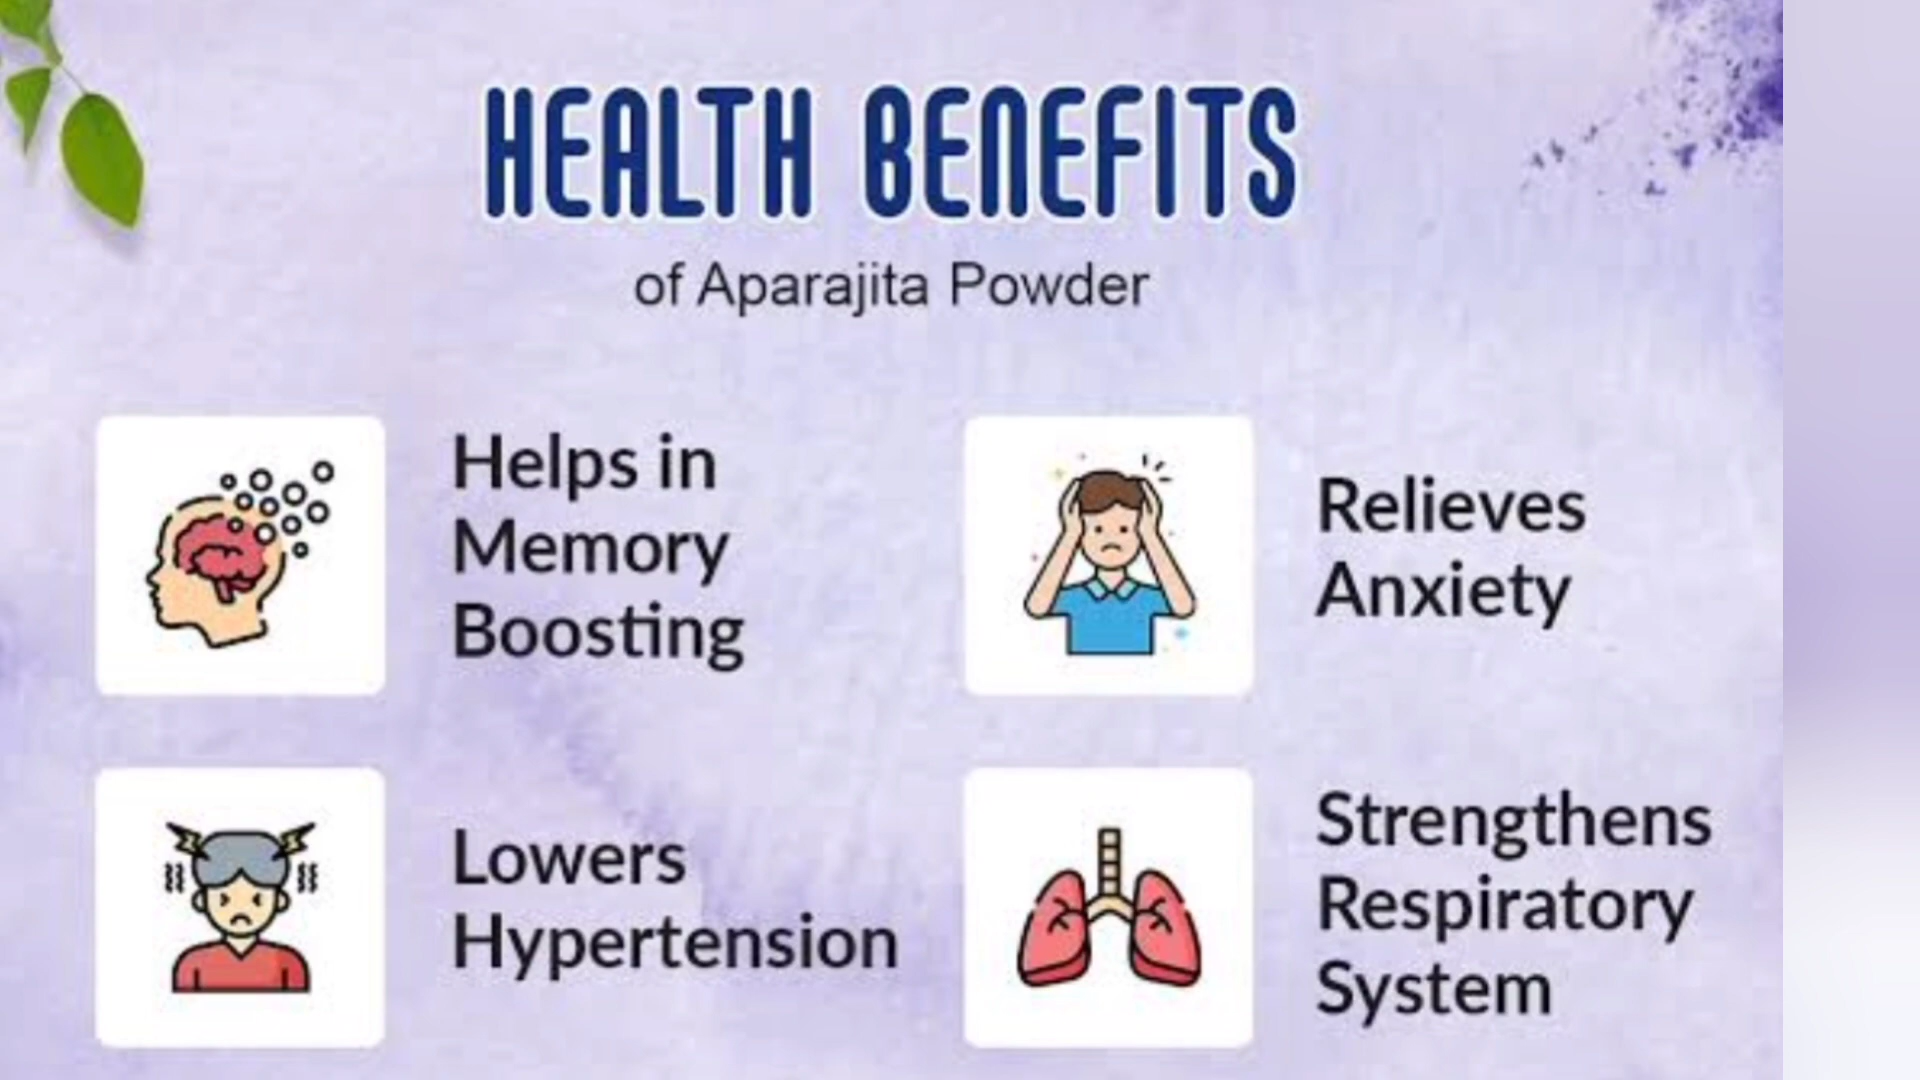 HEALTH BENEFITS
of Aparajita Powder
Helps in
Memory
Boosting
Relieves
Anxiety
Lowers
Hypertension
Strengthens
Respiratory
System